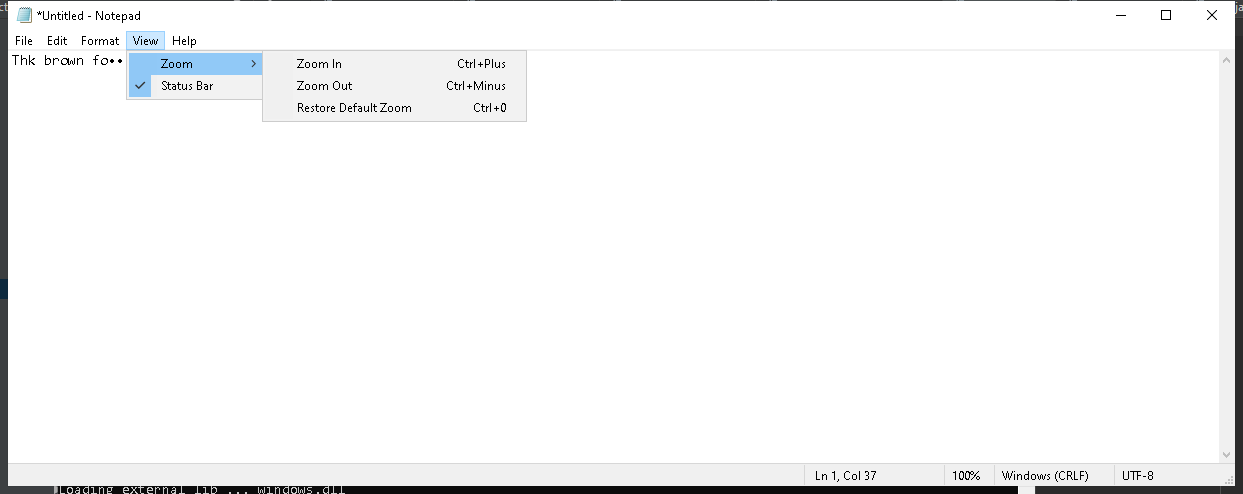 *Untitled - Notepad
File Edit Format View Help
Thk brown fo••
Zoom
Status Bar
Zoom In Ctrl+Plus
Zoom Out Ctrl+Minus
Restore Default Zoom Ctrl+0
Ln 1, Col 37 100% Windows (CRLF) UTF-8
Loading external lib ... windows.dll